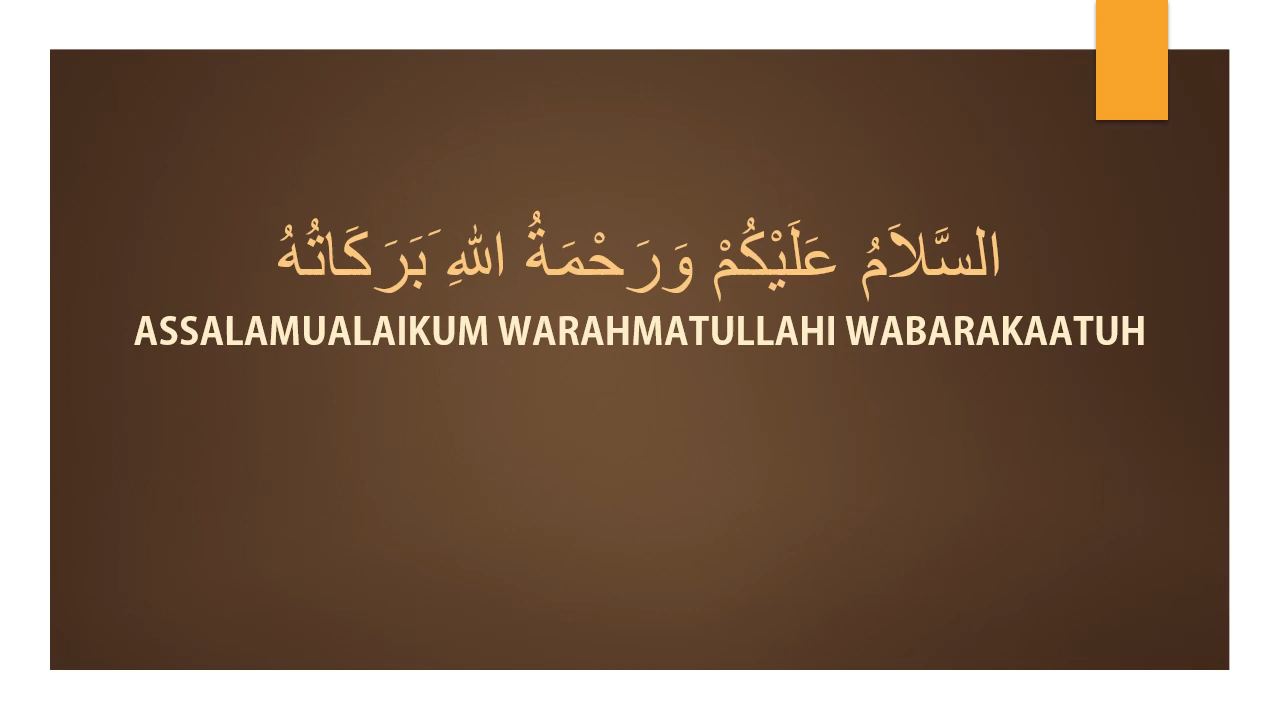 السَّلاَمُ عَلَيْكُمْ وَرَحْمَةُ اللهِ َبَرَكَاتُهُ
ASSALAMUALAIKUM WARAHMATULLAHI WABARAKAATUH